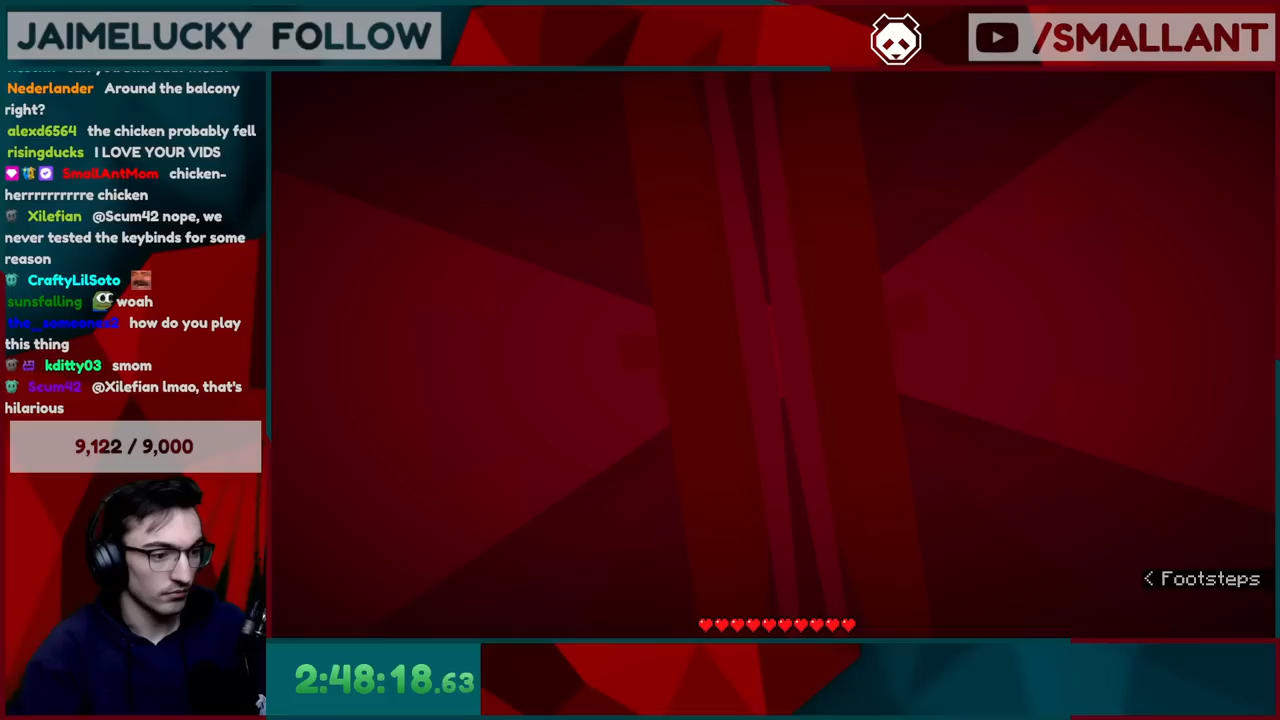 JAIMELUCKY FOLLOW
/SMALLANT
Nederlander Around the balcony
right?
alexd6564 the chicken probably fell
risingducks I LOVE YOUR VIDS
SmallAntMom chicken-
herrrrrrrrre chicken
Xilefian @Scum42 nope, we
never tested the keybinds for some
reason
CraftyLilSoto
sunsfalling woah
how do you play
this thing
kditty03 smom
Scum42 @Xilefian lmao, that's
hilarious
9,122 / 9,000
< Footsteps
2:48:18.63